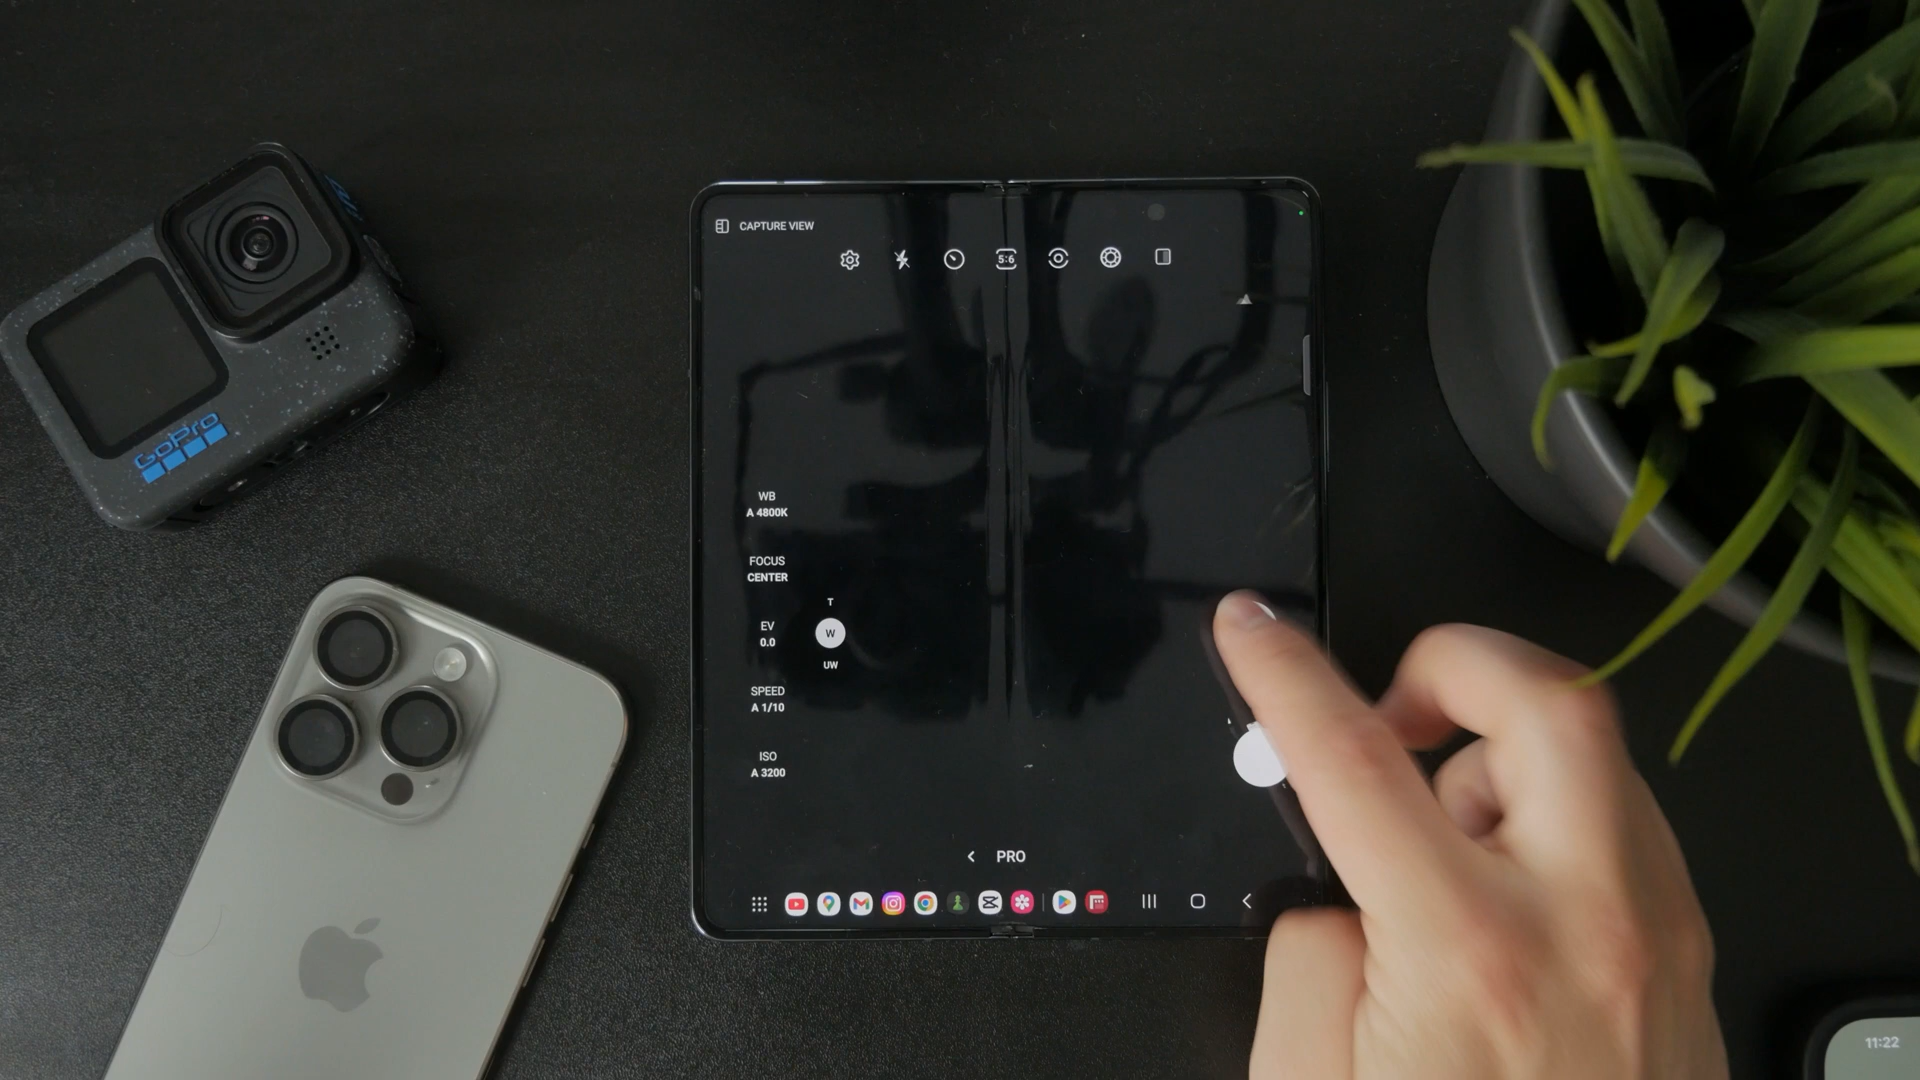 CAPTURE VIEW
5:6
GoPro
WB
A 4800K
FOCUS
CENTER
T
EV
0.0
W
UW
SPEED
A 1/10
ISO
A 3200
PRO
11:22